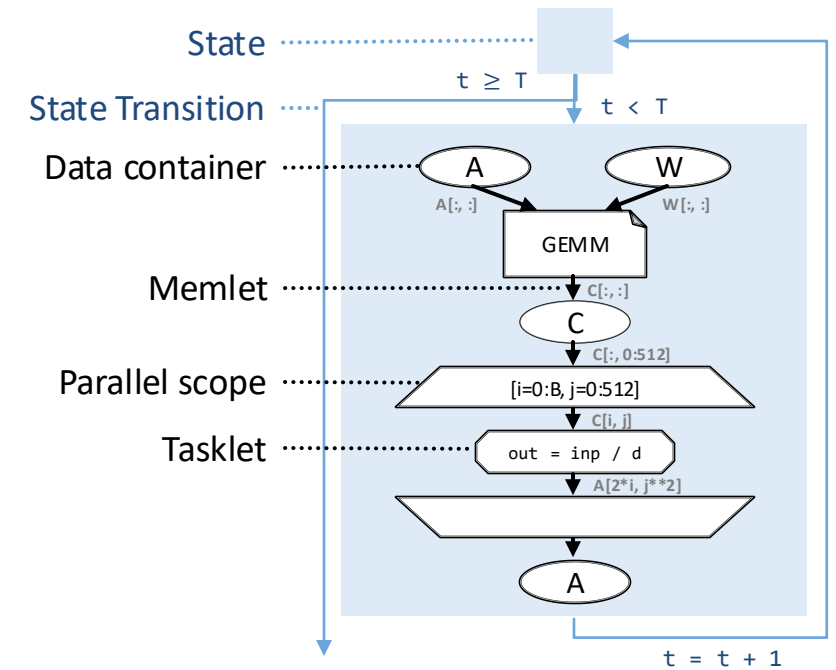 State
t ≥ T
State Transition
t < T
Data container
A
W
A[:, :]
W[:, :]
GEMM
Memlet
C[:, :]
C
C[:, 0:512]
Parallel scope
[i=0:B, j=0:512]
C[i, j]
Tasklet
out = inp / d
A[2*i, j**2]
A
t = t + 1